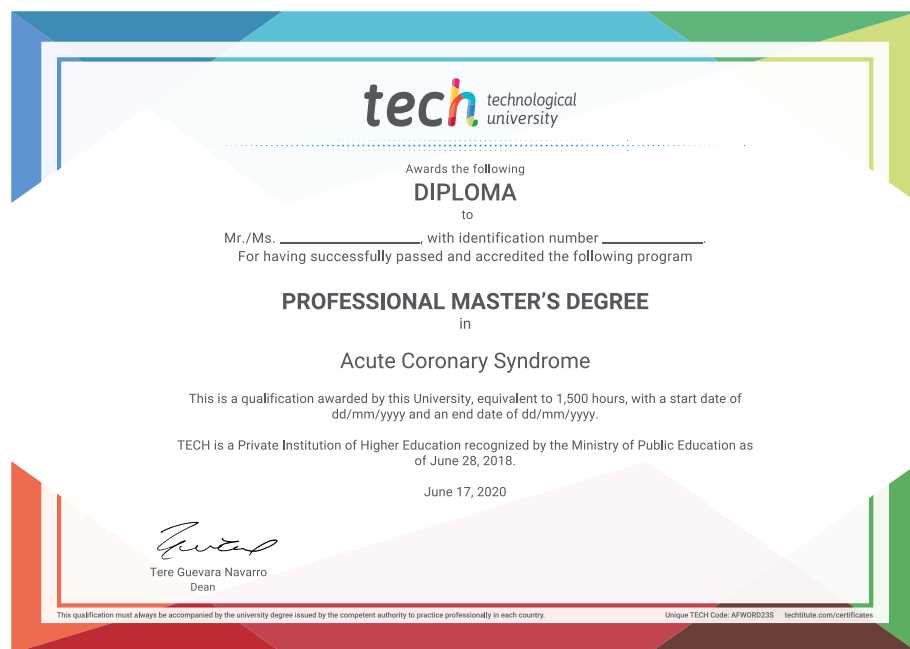 tech technological
university
Awards the following
DIPLOMA
to
Mr./Ms. ____________, with identification number ____________.
For having successfully passed and accredited the following program
PROFESSIONAL MASTER'S DEGREE
in
Acute Coronary Syndrome
This is a qualification awarded by this University, equivalent to 1,500 hours, with a start date of
dd/mm/yyyy and an end date of dd/mm/yyyy.
TECH is a Private Institution of Higher Education recognized by the Ministry of Public Education as
of June 28, 2018.
June 17, 2020
Tere Guevara Navarro
Dean
This qualification must always be accompanied by the university degree issued by the competent authority to practice professionally in each country.
Unique TECH Code: AFWORD23S techtitute.com/certificates